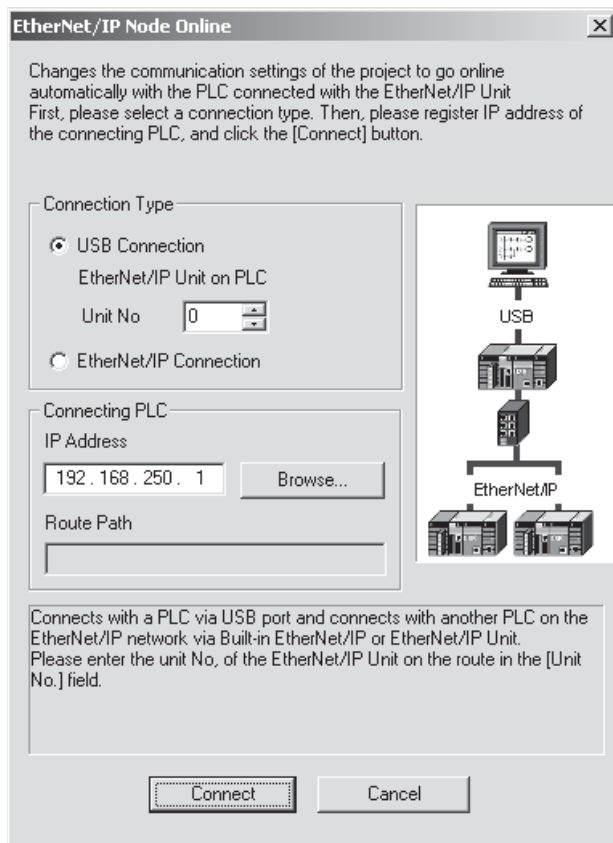 EtherNet/IP Node Online
Changes the communication settings of the project to go online
automatically with the PLC connected with the EtherNet/IP Unit
First, please select a connection type. Then, please register IP address of
the connecting PLC, and click the [Connect] button.
Connection Type
USB Connection
EtherNet/IP Unit on PLC
Unit No 0
EtherNet/IP Connection
USB
EtherNet/IP
Connecting PLC
IP Address
192 . 168 . 250 . 1 Browse...
Route Path
Connects with a PLC via USB port and connects with another PLC on the
EtherNet/IP network via Built-in EtherNet/IP or EtherNet/IP Unit.
Please enter the unit No, of the EtherNet/IP Unit on the route in the [Unit
No.] field.
Connect Cancel